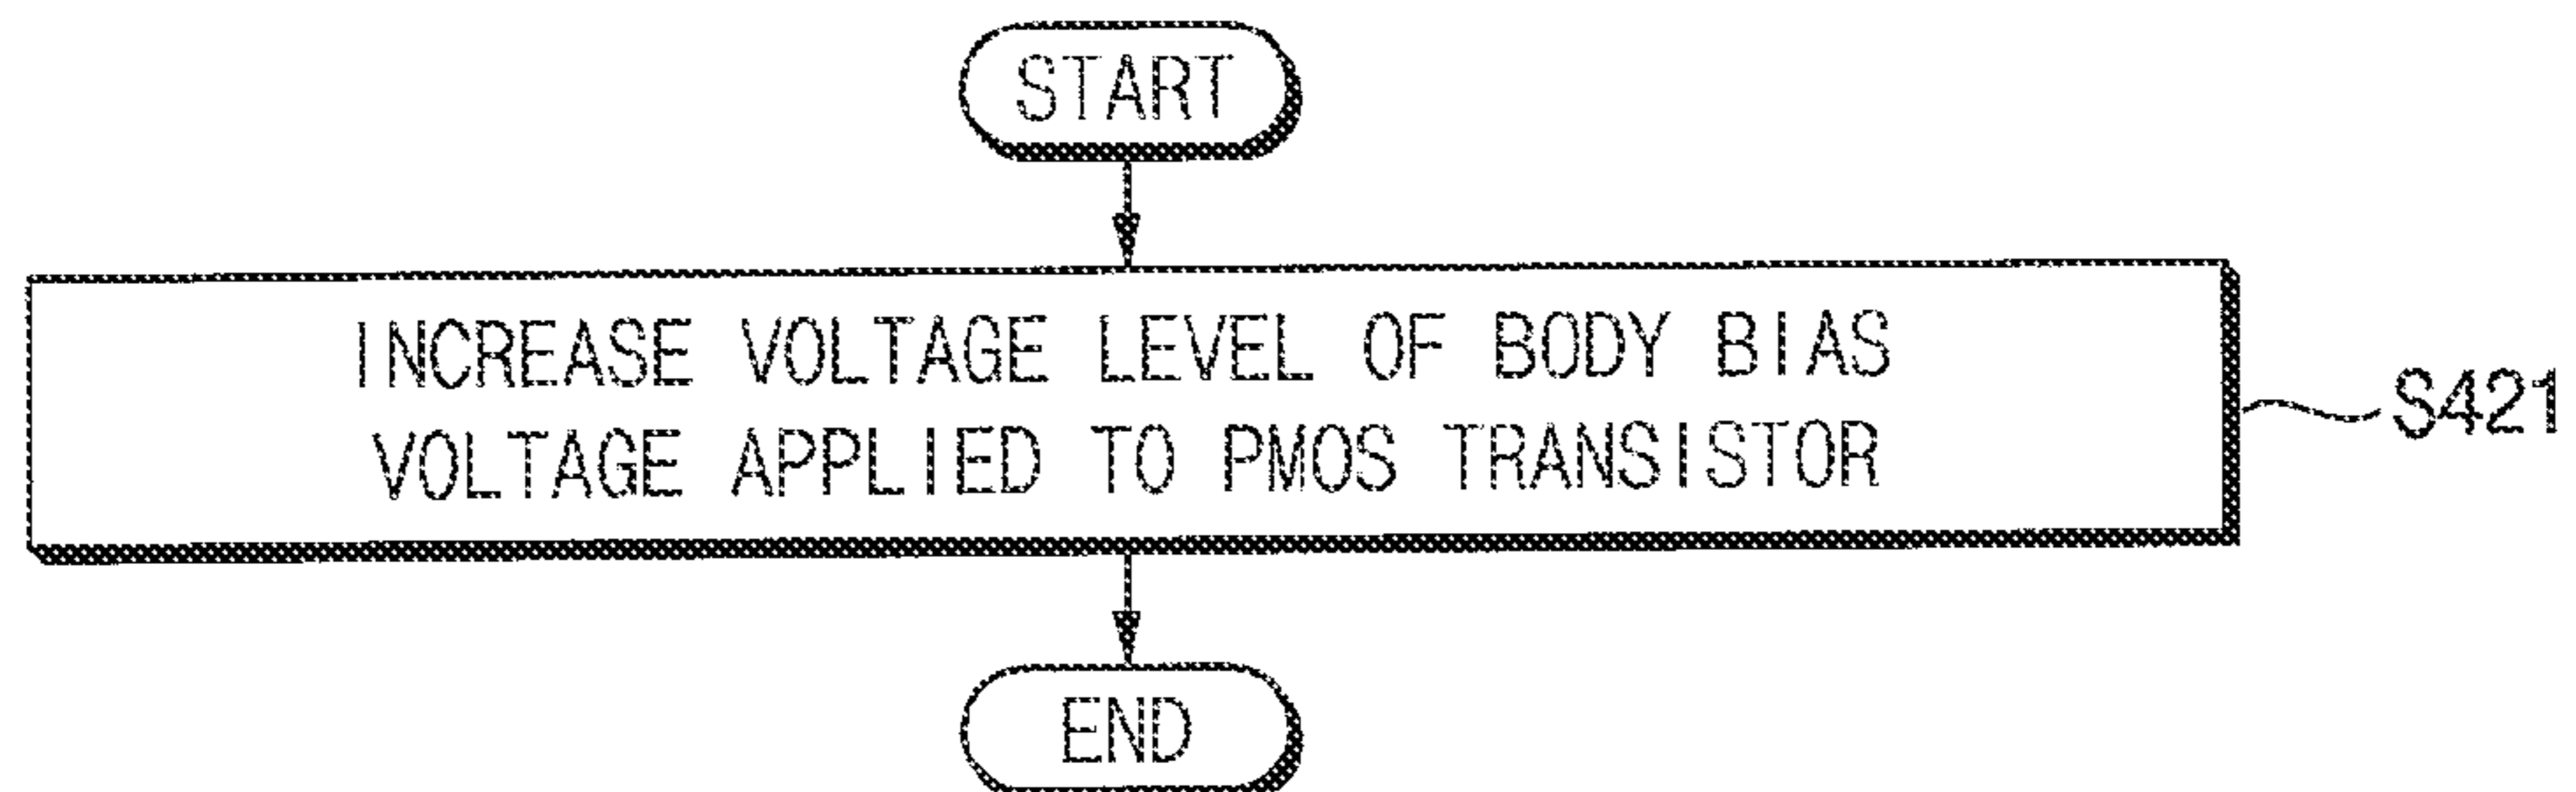 START
INCREASE VOLTAGE LEVEL OF BODY BIAS
VOLTAGE APPLIED TO PMOS TRANSISTOR
S421
END